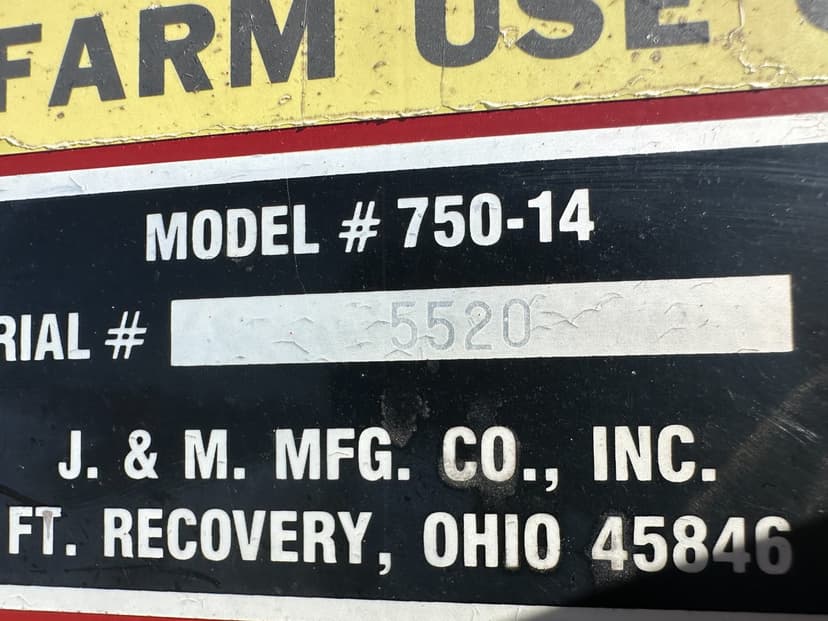 FARM USE
MODEL # 750-14
RIAL # 5520
J. & M. MFG. CO., INC.
FT. RECOVERY, OHIO 45846